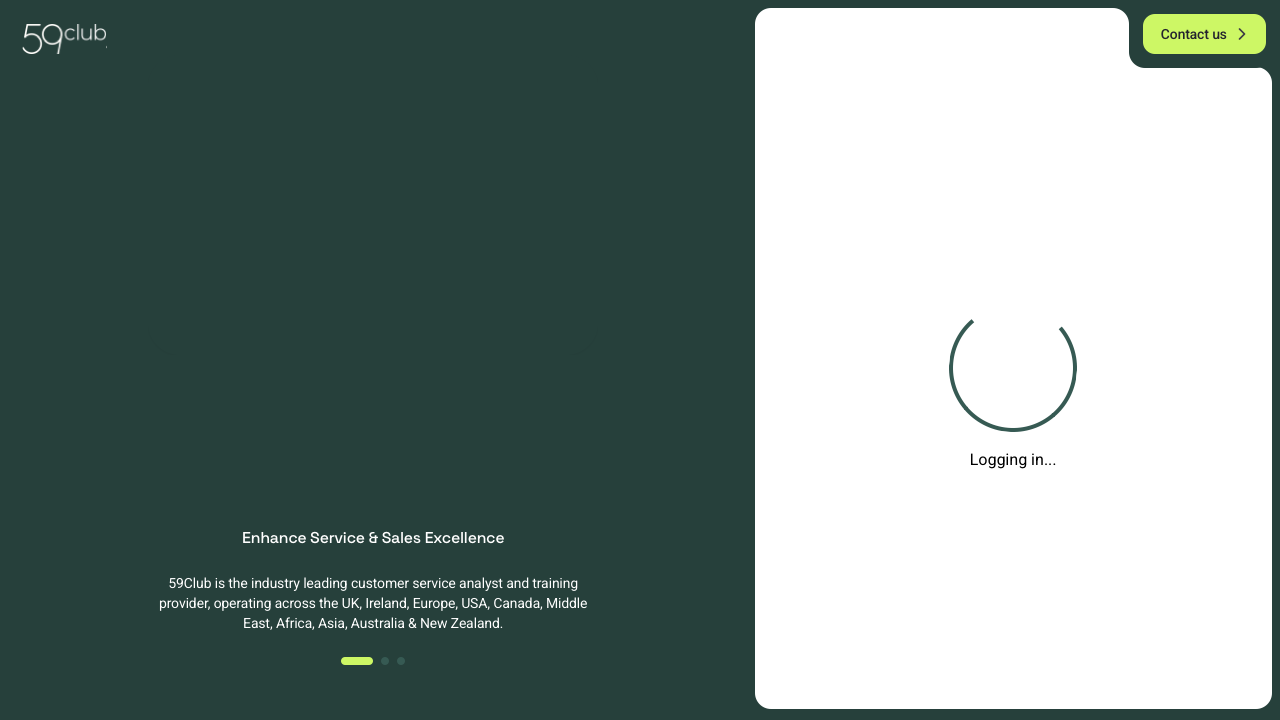 59club
Contact us
Logging in...
Enhance Service & Sales Excellence
59Club is the industry leading customer service analyst and training
provider, operating across the UK, Ireland, Europe, USA, Canada, Middle
East, Africa, Asia, Australia & New Zealand.